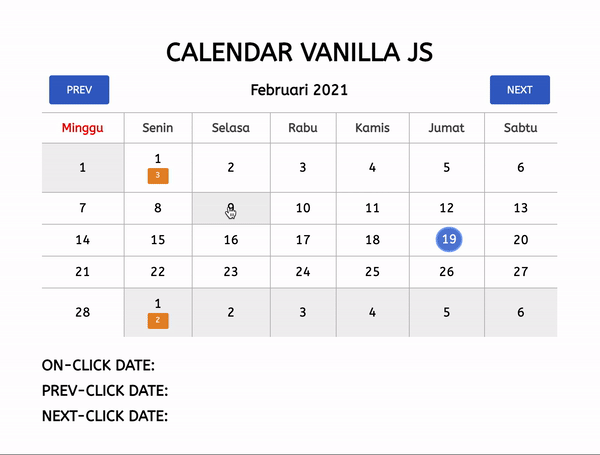 CALENDAR VANILLA JS
PREV Februari 2021 NEXT
Minggu Senin Selasa Rabu Kamis Jumat Sabtu
1 1 2 3 4 5 6
3
7 8 9 10 11 12 13
14 15 16 17 18 19 20
21 22 23 24 25 26 27
28 1 2 3 4 5 6
2
ON-CLICK DATE:
PREV-CLICK DATE:
NEXT-CLICK DATE: